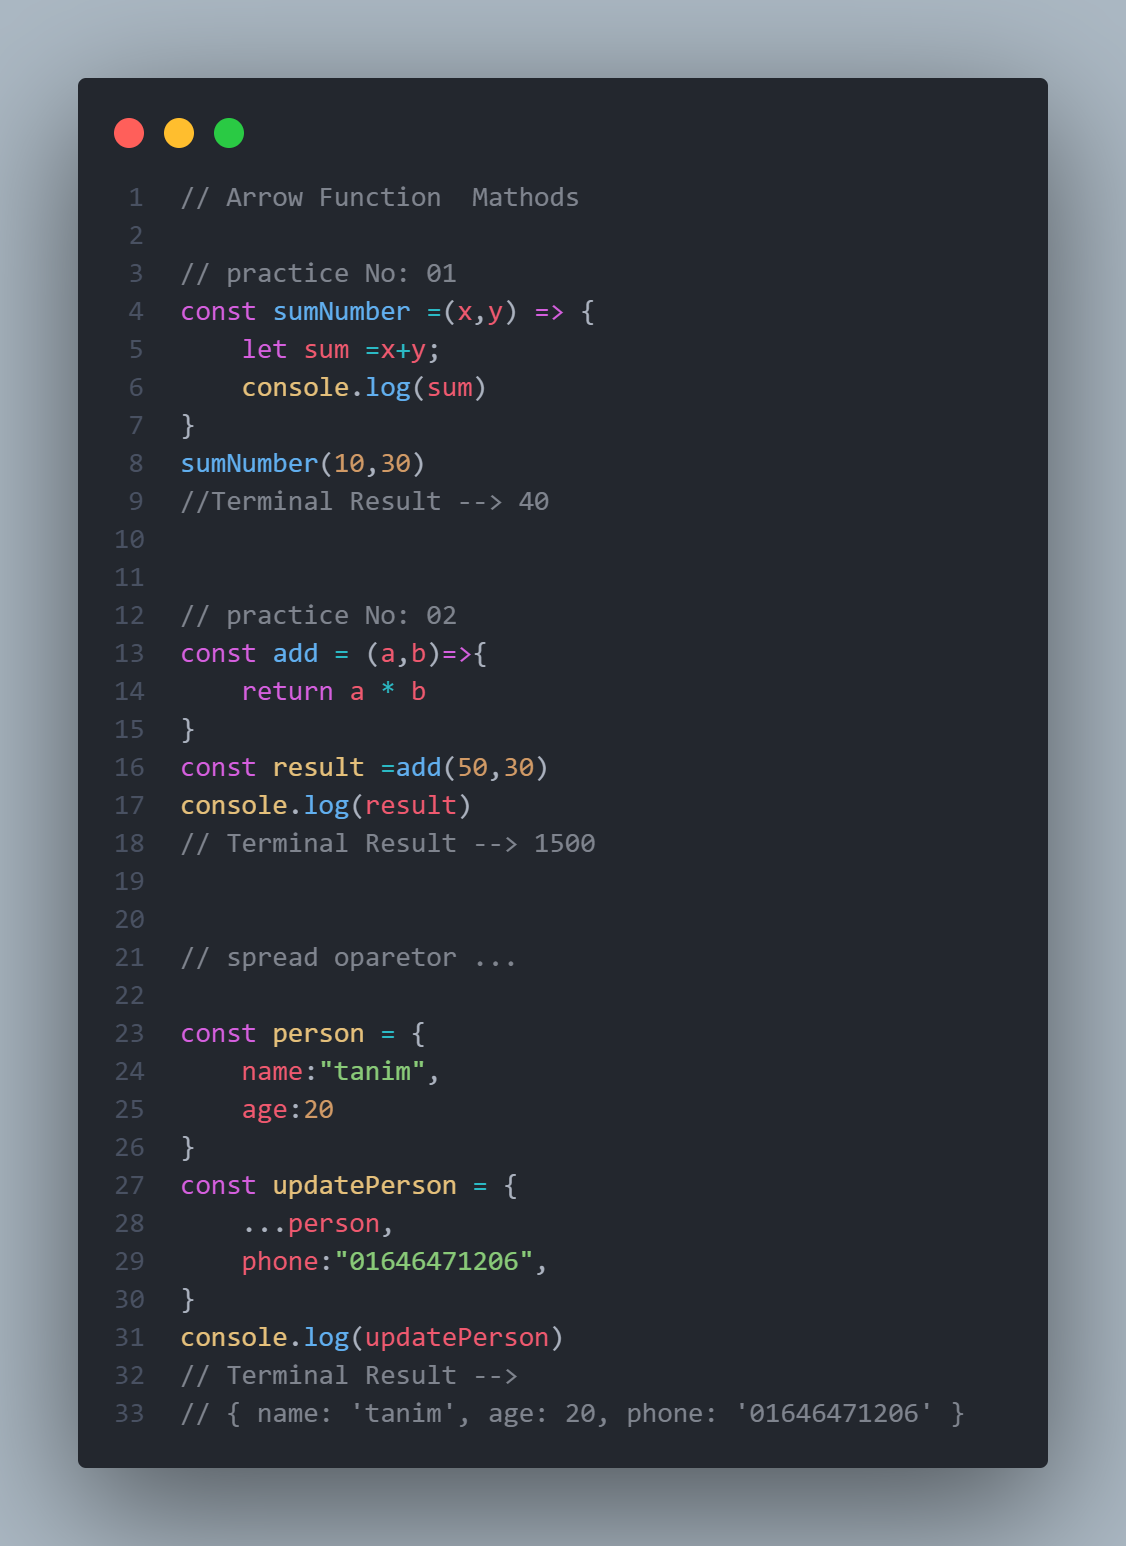 1 // Arrow Function  Mathods
2
3 // practice No: 01
4 const sumNumber =(x,y) => {
5     let sum =x+y;
6     console.log(sum)
7 }
8 sumNumber(10,30)
9 //Terminal Result --> 40
10
11
12 // practice No: 02
13 const add = (a,b)=>{
14     return a * b
15 }
16 const result =add(50,30)
17 console.log(result)
18 // Terminal Result --> 1500
19
20
21 // spread oparetor ...
22
23 const person = {
24     name:"tanim",
25     age:20
26 }
27 const updatePerson = {
28     ...person,
29     phone:"01646471206",
30 }
31 console.log(updatePerson)
32 // Terminal Result -->
33 // { name: 'tanim', age: 20, phone: '01646471206' }